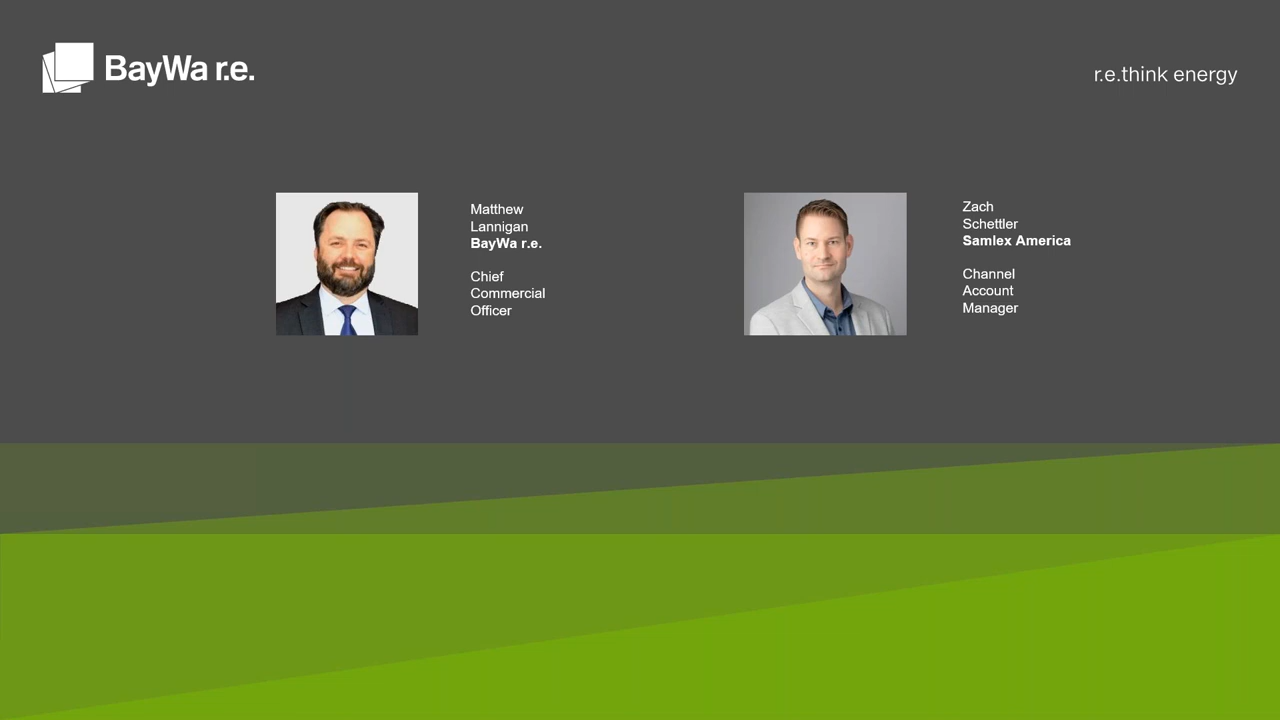 BayWa r.e.
r.e.think energy
Matthew
Lannigan
BayWa r.e.
Chief
Commercial
Officer
Zach
Schettler
Samlex America
Channel
Account
Manager